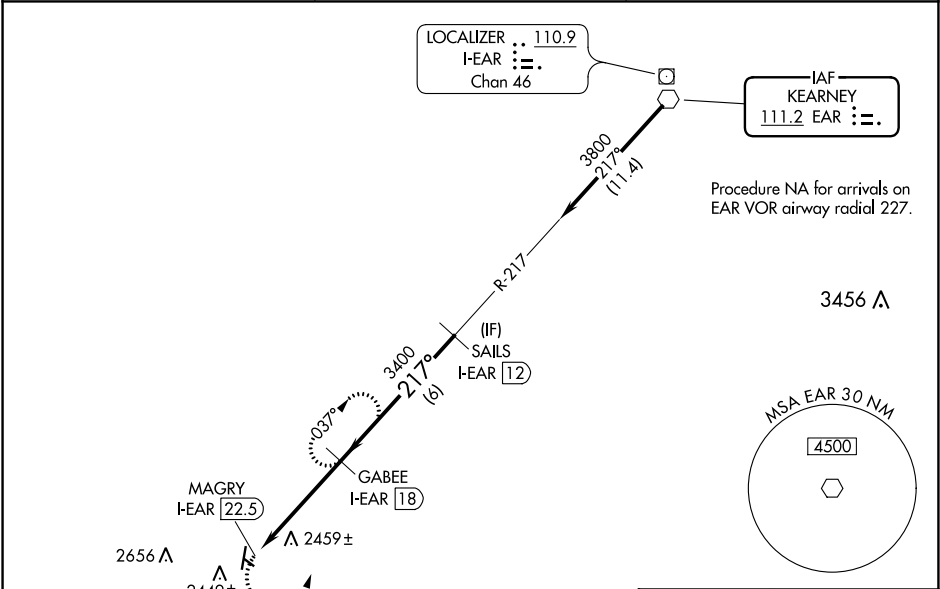 LOCALIZER 110.9
I-EAR
Chan 46
IAF
KEARNEY
111.2 EAR
3800
217°
(11.4)
Procedure NA for arrivals on
EAR VOR airway radial 227.
R-217
3456
(IF)
SAILS
I-EAR 12
3400
217°
(6)
MSA EAR 30 NM
4500
037°
GABEE
I-EAR 18
MAGRY
I-EAR 22.5
2459±
2656